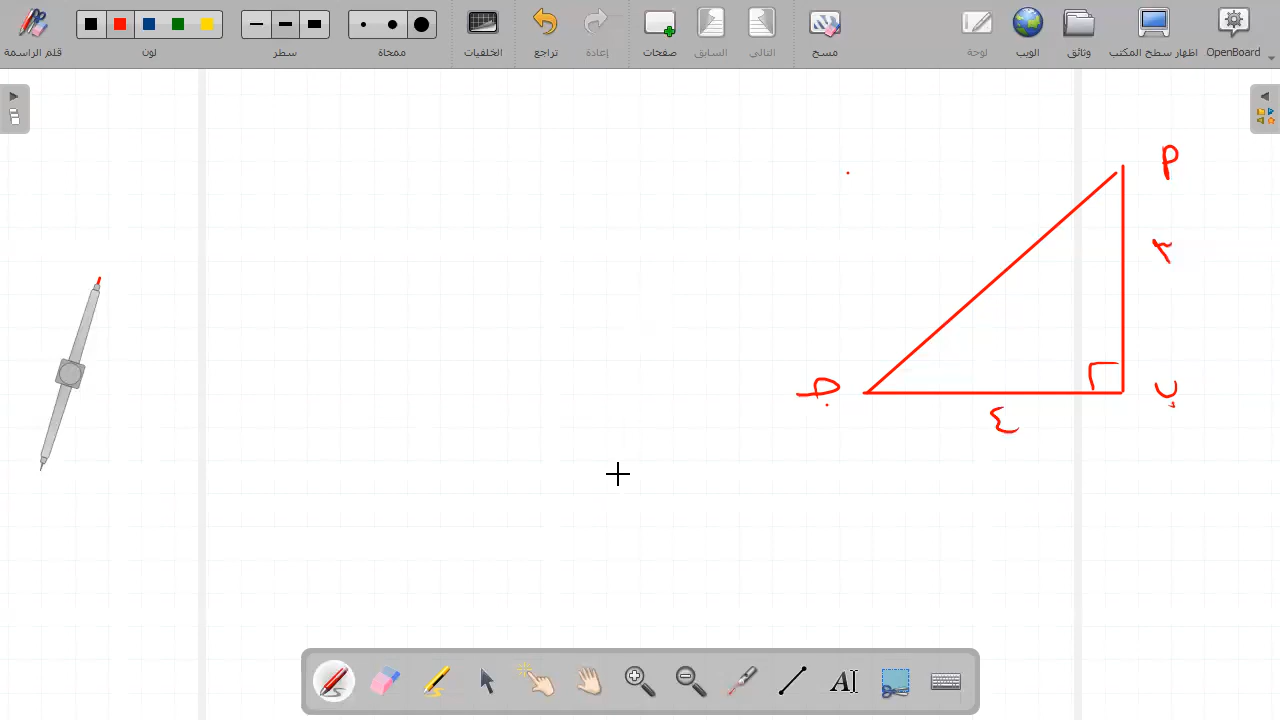 قلم الراسمة
لون
سطر
ممحاة
الخلفيات
تراجع
إعادة
صفحات
السابق
التالي
مسح
لوحة
الويب
وثائق
اظهار سطح المكتب
OpenBoard
أ
٣
جـ
ب
٤
A